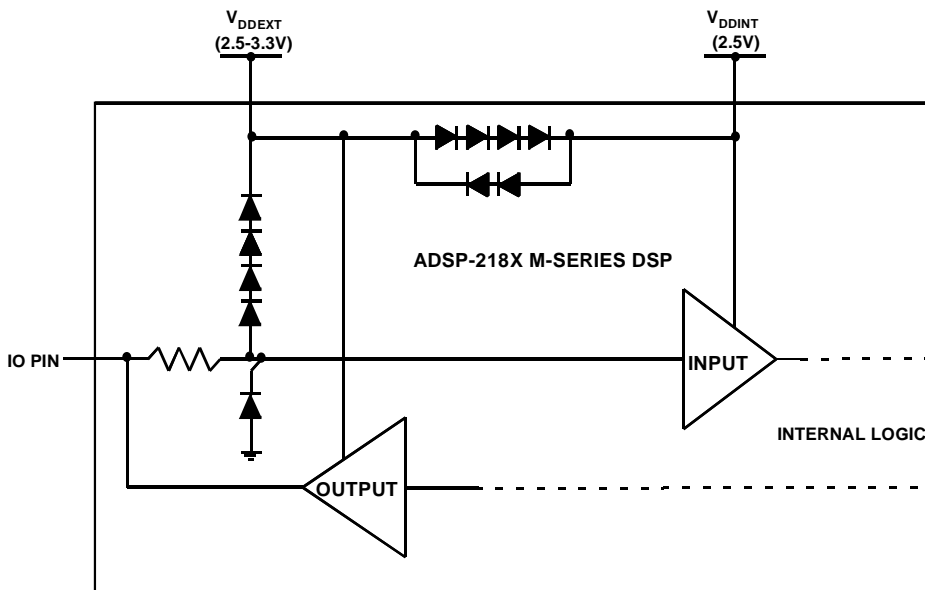 VDDEXT
(2.5-3.3V)
VDDINT
(2.5V)
ADSP-218X M-SERIES DSP
IO PIN
INPUT
INTERNAL LOGIC
OUTPUT